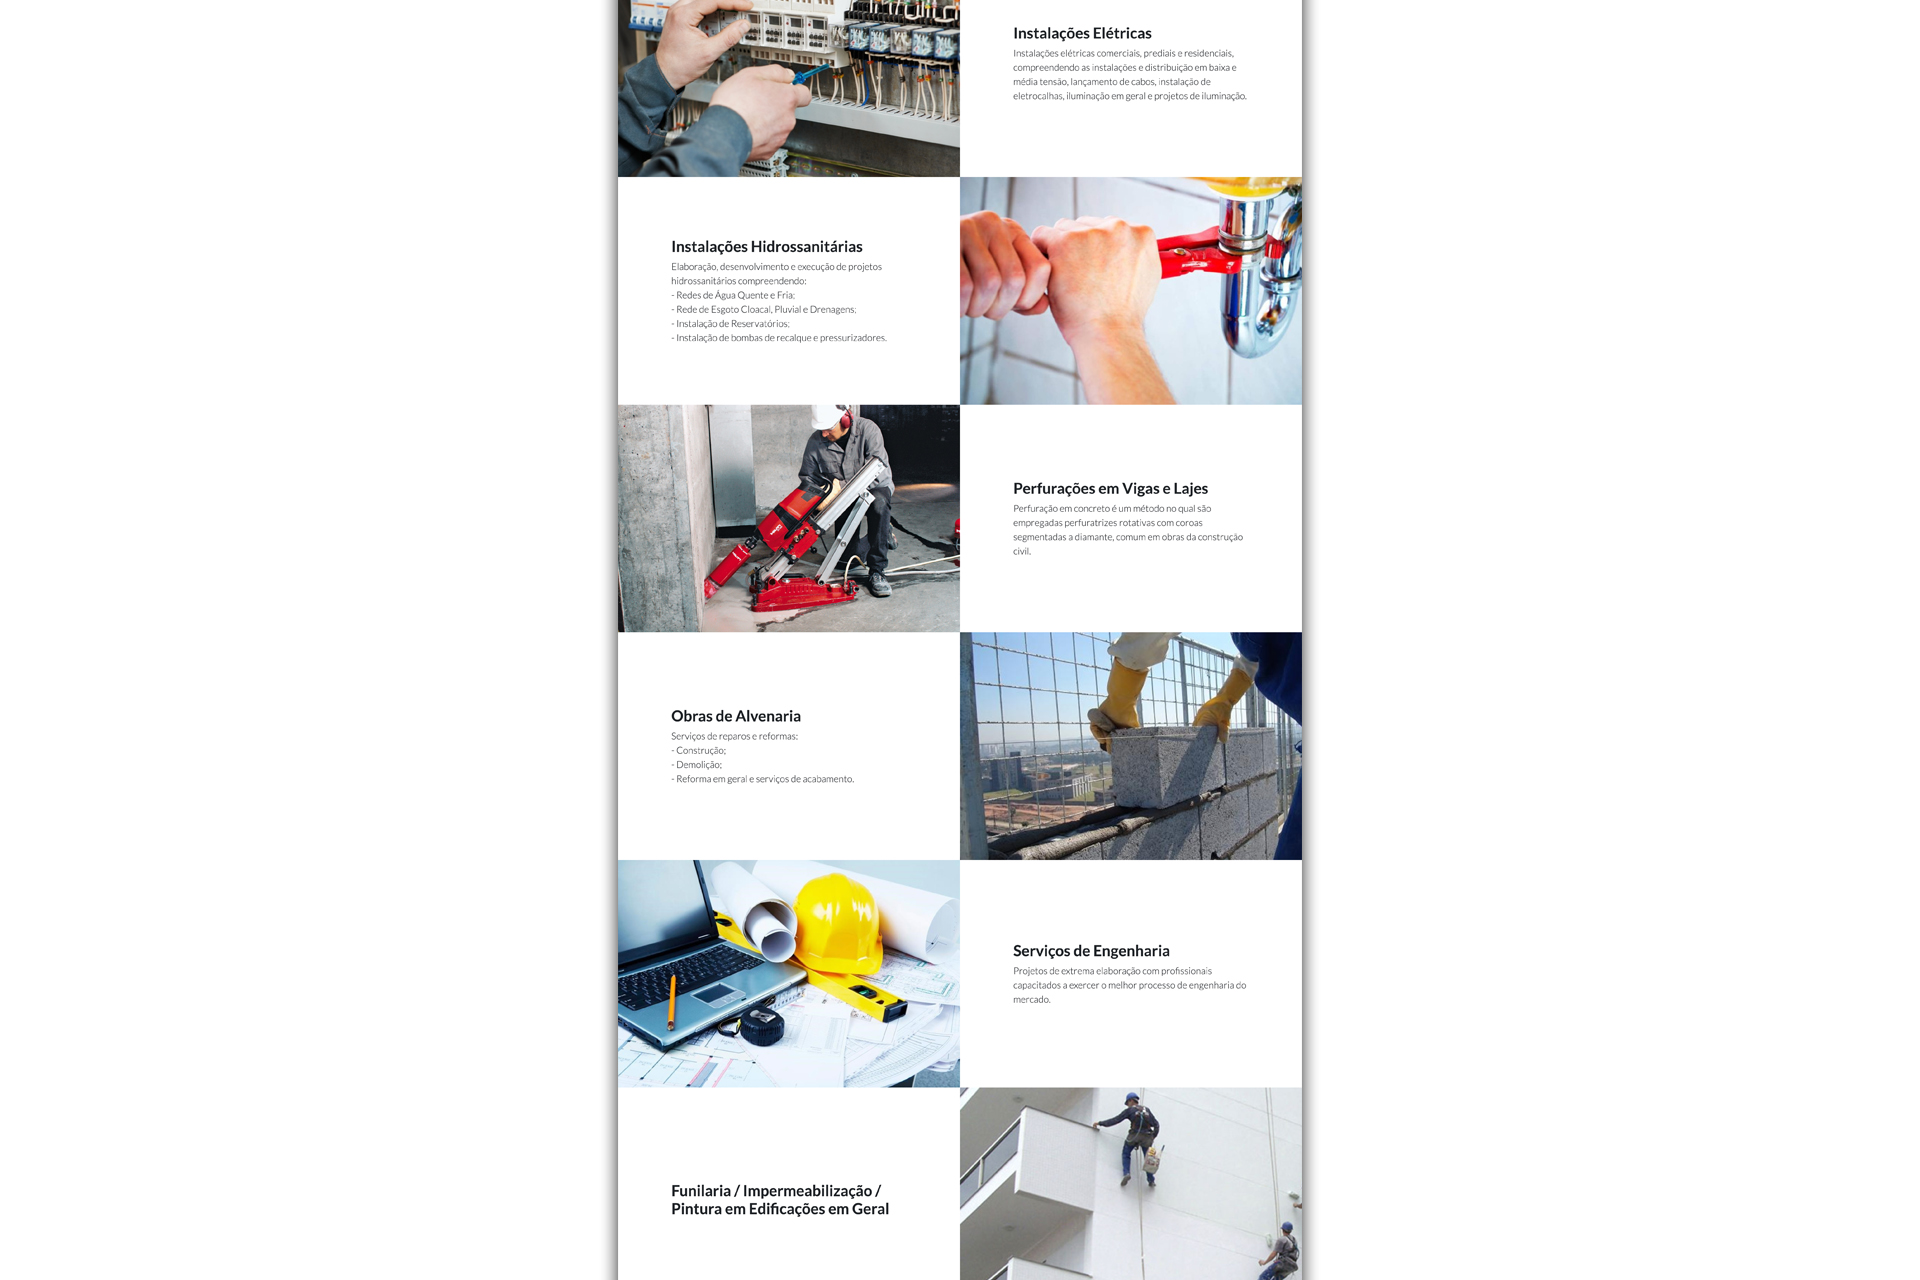 Instalações Elétricas
Instalações elétricas comerciais, prediais e residenciais,
compreendendo as instalações e distribuição em baixa e
média tensão, lançamento de cabos, instalação de
eletrocalhas, iluminação em geral e projetos de iluminação.
Instalações Hidrossanitárias
Elaboração, desenvolvimento e execução de projetos
hidrossanitários compreendendo:
- Redes de Água Quente e Fria;
- Rede de Esgoto Cloacal, Pluvial e Drenagens;
- Instalação de Reservatórios;
- Instalação de bombas de recalque e pressurizadores.
Perfurações em Vigas e Lajes
Perfuração em concreto é um método no qual são
empregadas perfuratrizes rotativas com coroas
segmentadas a diamante, comum em obras da construção
civil.
Obras de Alvenaria
Serviços de reparos e reformas:
- Construção;
- Demolição;
- Reforma em geral e serviços de acabamento.
Serviços de Engenharia
Projetos de extrema elaboração com profissionais
capacitados a exercer o melhor processo de engenharia do
mercado.
Funilaria / Impermeabilização /
Pintura em Edificações em Geral